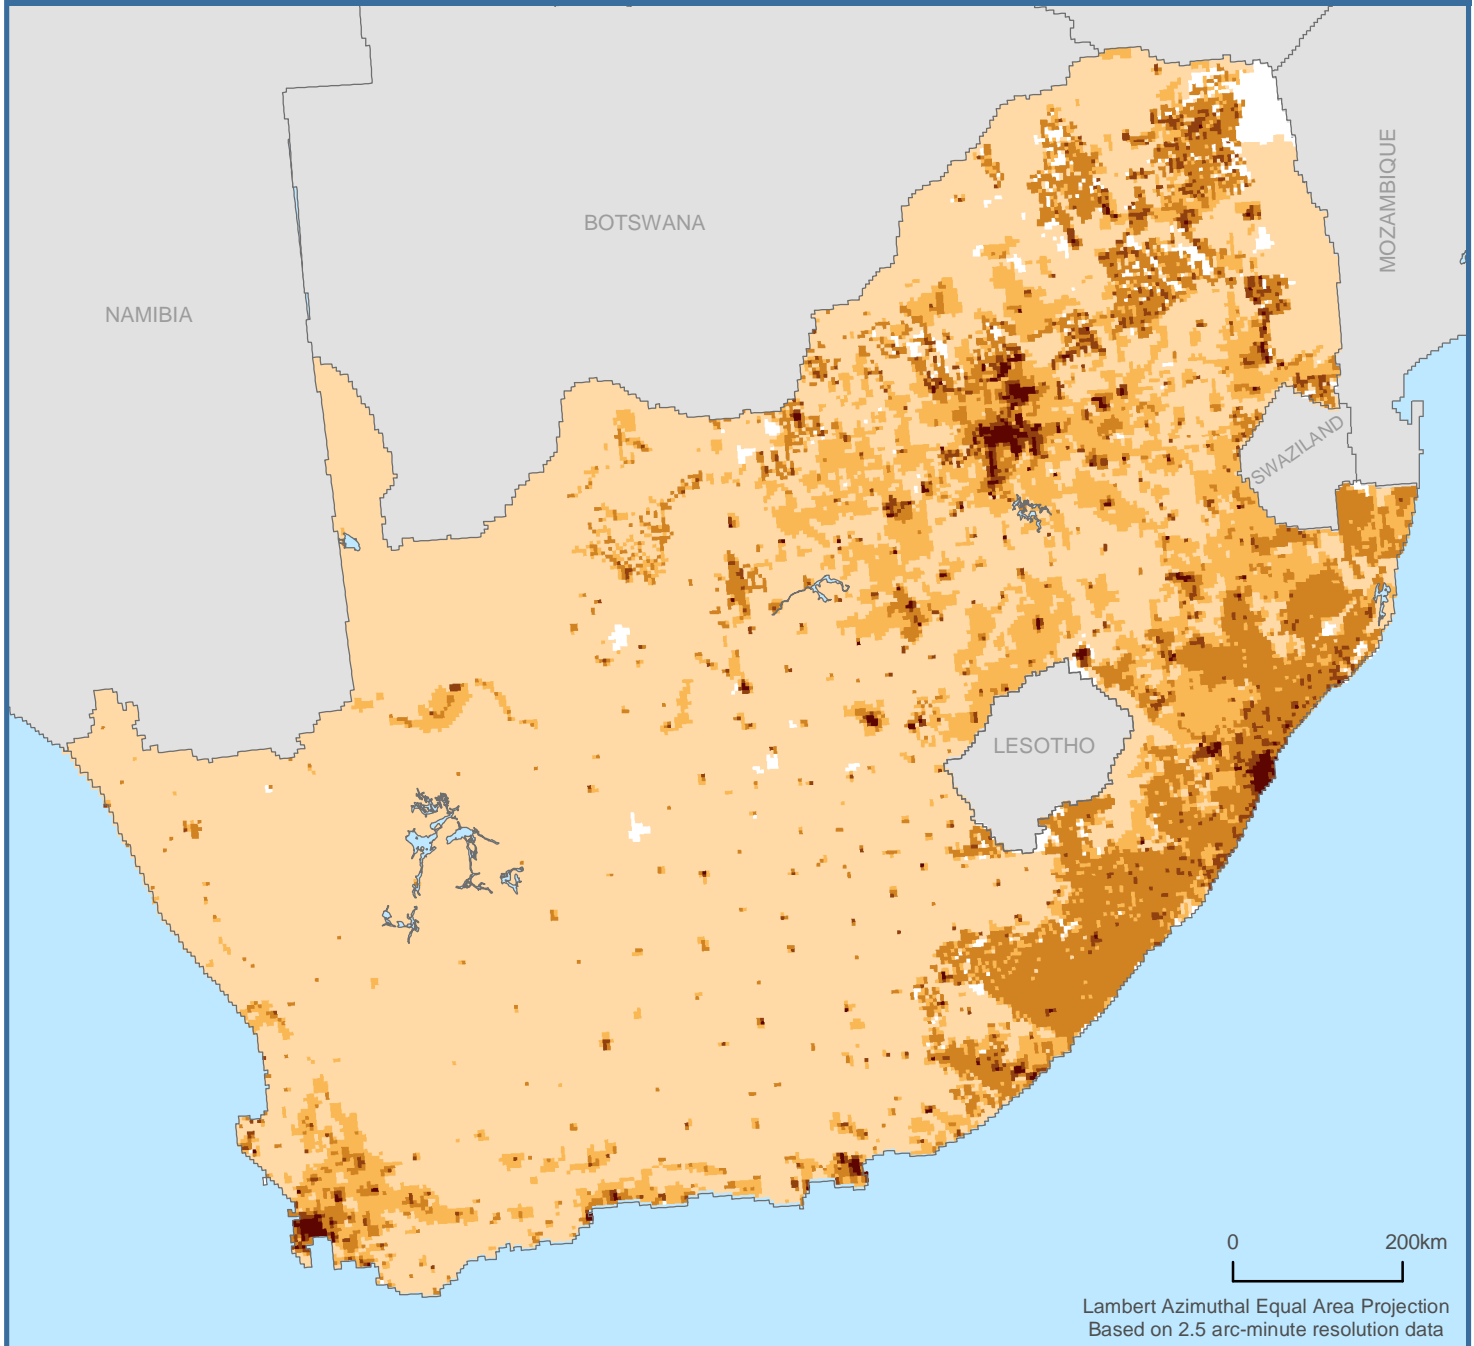 BOTSWANA
MOZAMBIQUE
NAMIBIA
SWAZILAND
LESOTHO
0 200km
Lambert Azimuthal Equal Area Projection
Based on 2.5 arc-minute resolution data